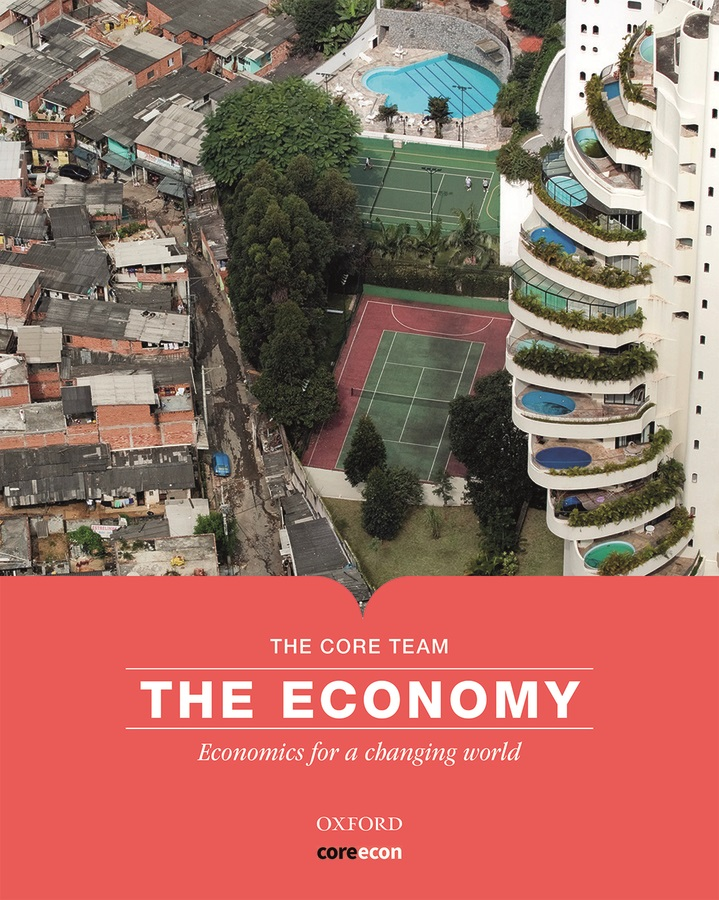 THE CORE TEAM
THE ECONOMY
Economics for a changing world
OXFORD
coreecon